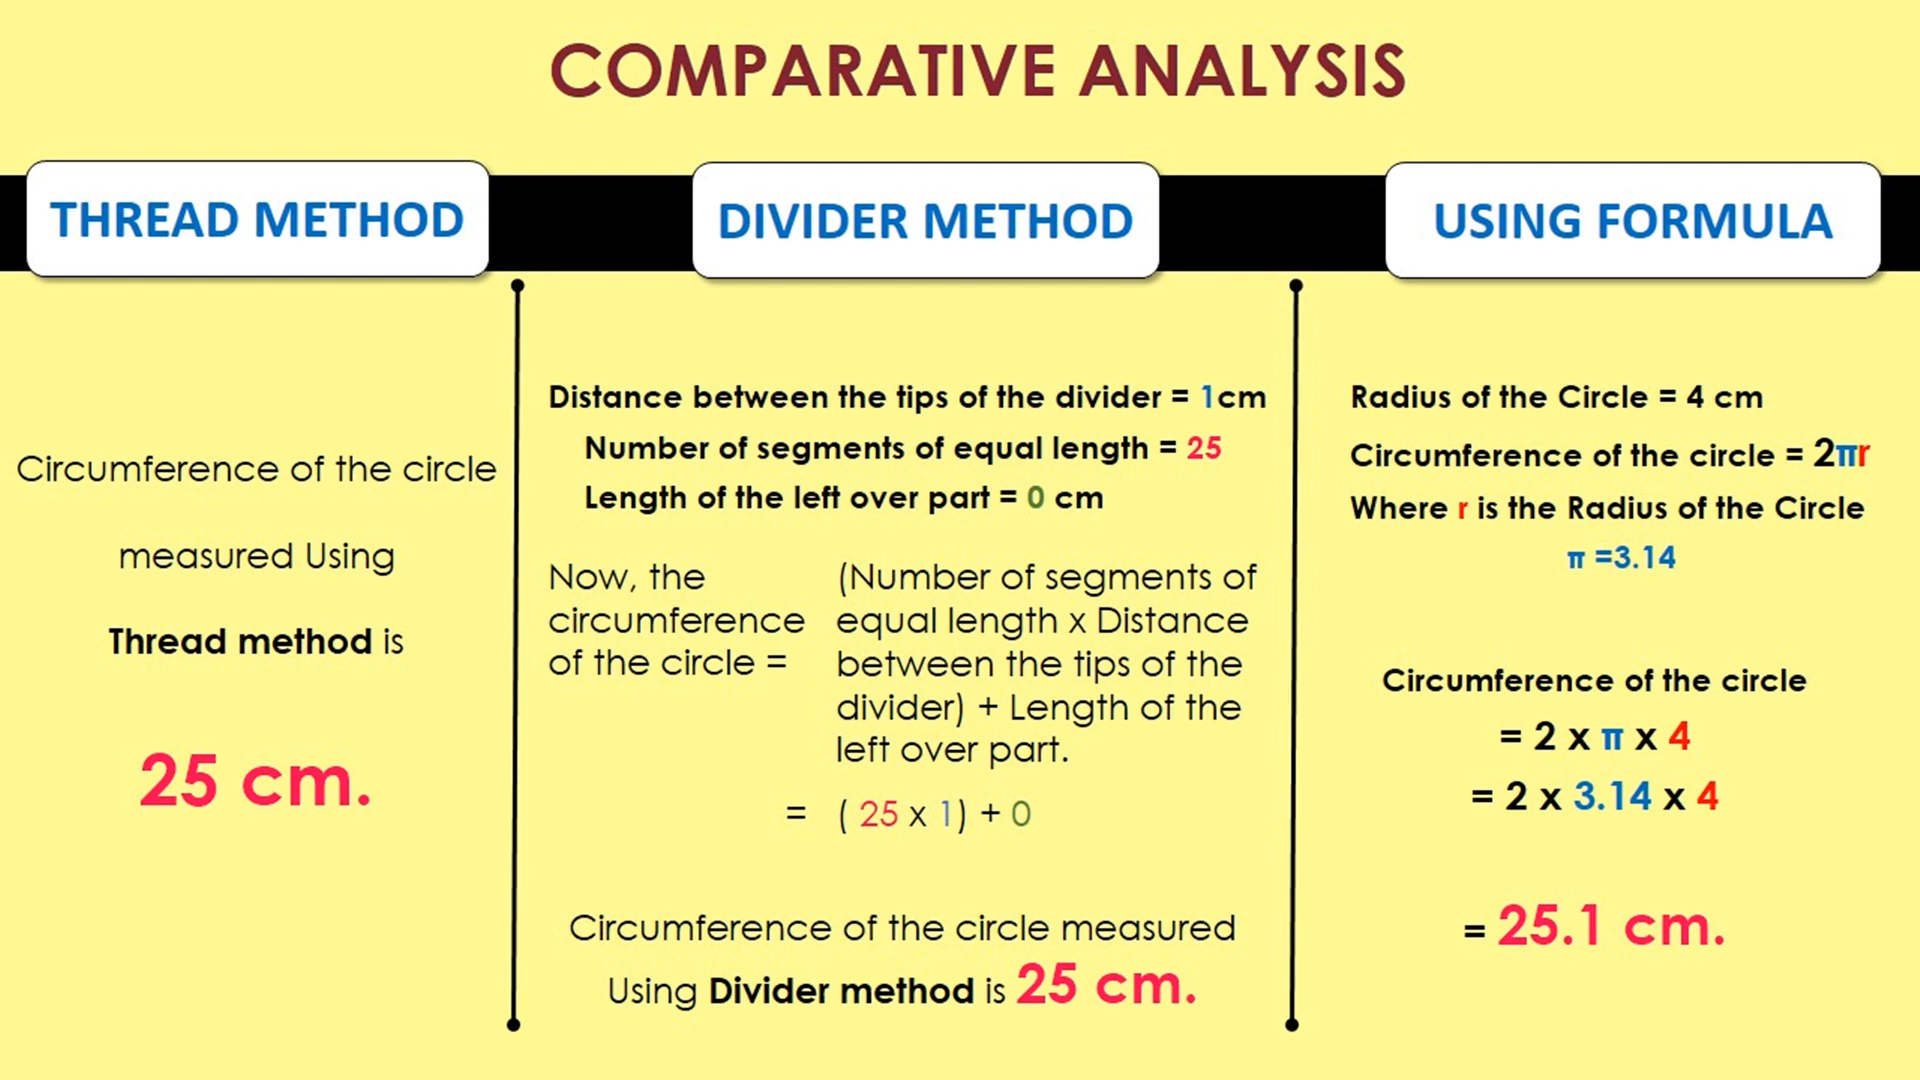 COMPARATIVE ANALYSIS
THREAD METHOD
Circumference of the circle
measured Using
Thread method is
25 cm.
DIVIDER METHOD
Distance between the tips of the divider = 1cm
Number of segments of equal length = 25
Length of the left over part = 0 cm
Now, the
circumference
of the circle =
(Number of segments of
equal length x Distance
between the tips of the
divider) + Length of the
left over part.
= ( 25 x 1) + 0
Circumference of the circle measured
Using Divider method is 25 cm.
USING FORMULA
Radius of the Circle = 4 cm
Circumference of the circle = 2πr
Where r is the Radius of the Circle
π =3.14
Circumference of the circle
= 2 x π x 4
= 2 x 3.14 x 4
= 25.1 cm.